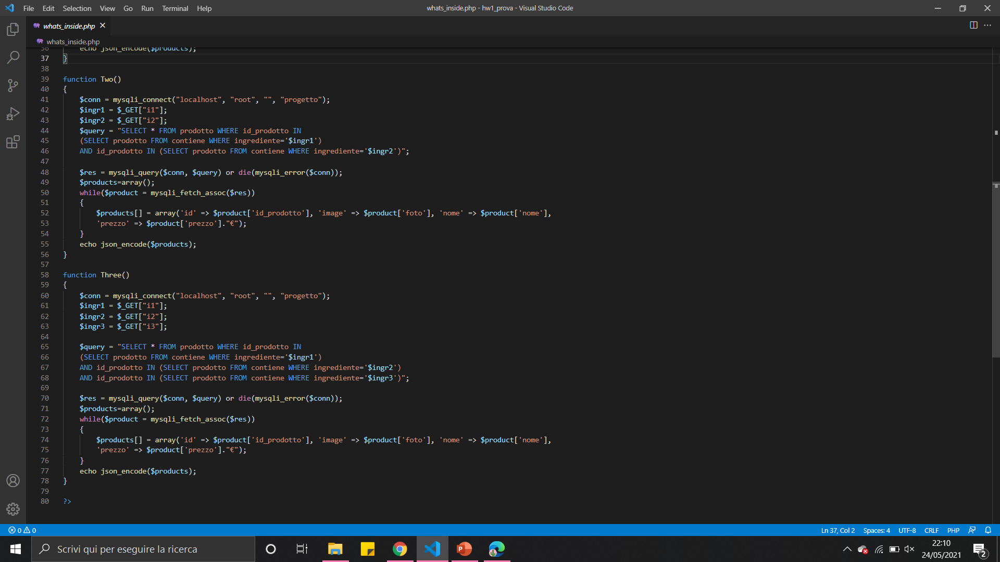 File Edit Selection View Go Run Terminal Help
whats_inside.php - hw1_prova - Visual Studio Code
whats_inside.php
whats_inside.php
36 echo json_encode($products);
37 }
38
39 function Two()
40 {
41 $conn = mysqli_connect("localhost", "root", "", "progetto");
42 $ingr1 = $_GET["i1"];
43 $ingr2 = $_GET["i2"];
44 $query = "SELECT * FROM prodotto WHERE id_prodotto IN
45 (SELECT prodotto FROM contiene WHERE ingrediente='$ingr1')
46 AND id_prodotto IN (SELECT prodotto FROM contiene WHERE ingrediente='$ingr2')";
47
48 $res = mysqli_query($conn, $query) or die(mysqli_error($conn));
49 $products=array();
50 while($product = mysqli_fetch_assoc($res))
51 {
52 $products[] = array('id' => $product['id_prodotto'], 'image' => $product['foto'], 'nome' => $product['nome'],
53 'prezzo' => $product['prezzo']."€");
54 }
55 echo json_encode($products);
56 }
57
58 function Three()
59 {
60 $conn = mysqli_connect("localhost", "root", "", "progetto");
61 $ingr1 = $_GET["i1"];
62 $ingr2 = $_GET["i2"];
63 $ingr3 = $_GET["i3"];
64
65 $query = "SELECT * FROM prodotto WHERE id_prodotto IN
66 (SELECT prodotto FROM contiene WHERE ingrediente='$ingr1')
67 AND id_prodotto IN (SELECT prodotto FROM contiene WHERE ingrediente='$ingr2')
68 AND id_prodotto IN (SELECT prodotto FROM contiene WHERE ingrediente='$ingr3')";
69
70 $res = mysqli_query($conn, $query) or die(mysqli_error($conn));
71 $products=array();
72 while($product = mysqli_fetch_assoc($res))
73 {
74 $products[] = array('id' => $product['id_prodotto'], 'image' => $product['foto'], 'nome' => $product['nome'],
75 'prezzo' => $product['prezzo']."€");
76 }
77 echo json_encode($products);
78 }
79
80 ?>
0 0
Ln 37, Col 2 Spaces: 4 UTF-8 CRLF PHP
Scrivi qui per eseguire la ricerca
22:10
24/05/2021
2